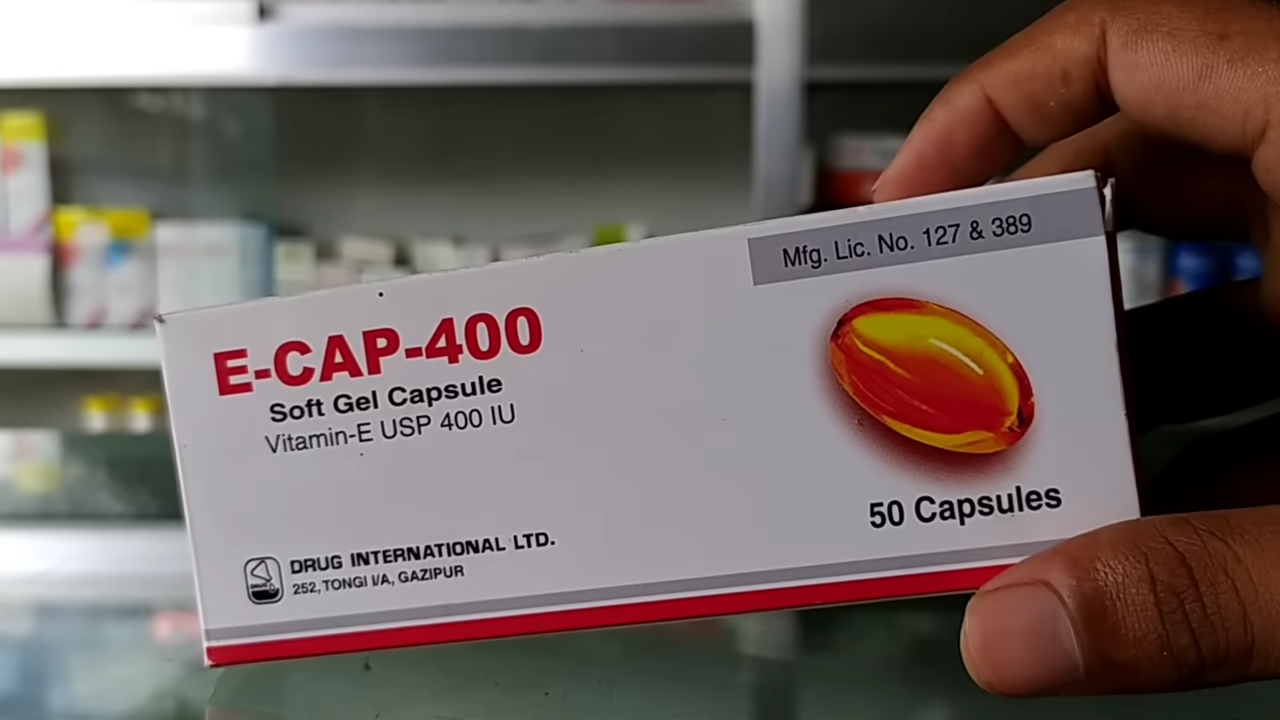 Mfg. Lic. No. 127 & 389
E-CAP-400
Soft Gel Capsule
Vitamin-E USP 400 IU
50 Capsules
DRUG INTERNATIONAL LTD.
252, TONGI I/A, GAZIPUR